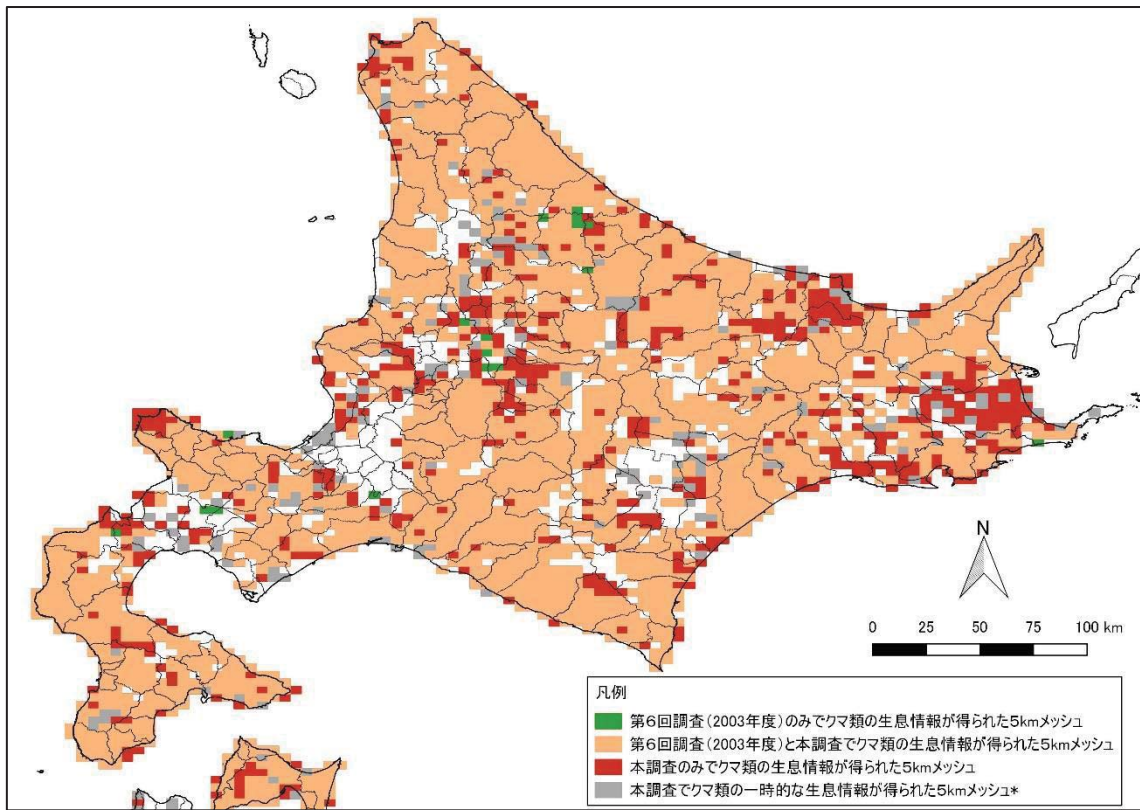 N
0 25 50 75 100 km
凡例
第6回調査(2003年度)のみでクマ類の生息情報が得られた5kmメッシュ
第6回調査(2003年度)と本調査でクマ類の生息情報が得られた5kmメッシュ
本調査のみでクマ類の生息情報が得られた5kmメッシュ
本調査でクマ類の一時的な生息情報が得られた5kmメッシュ*